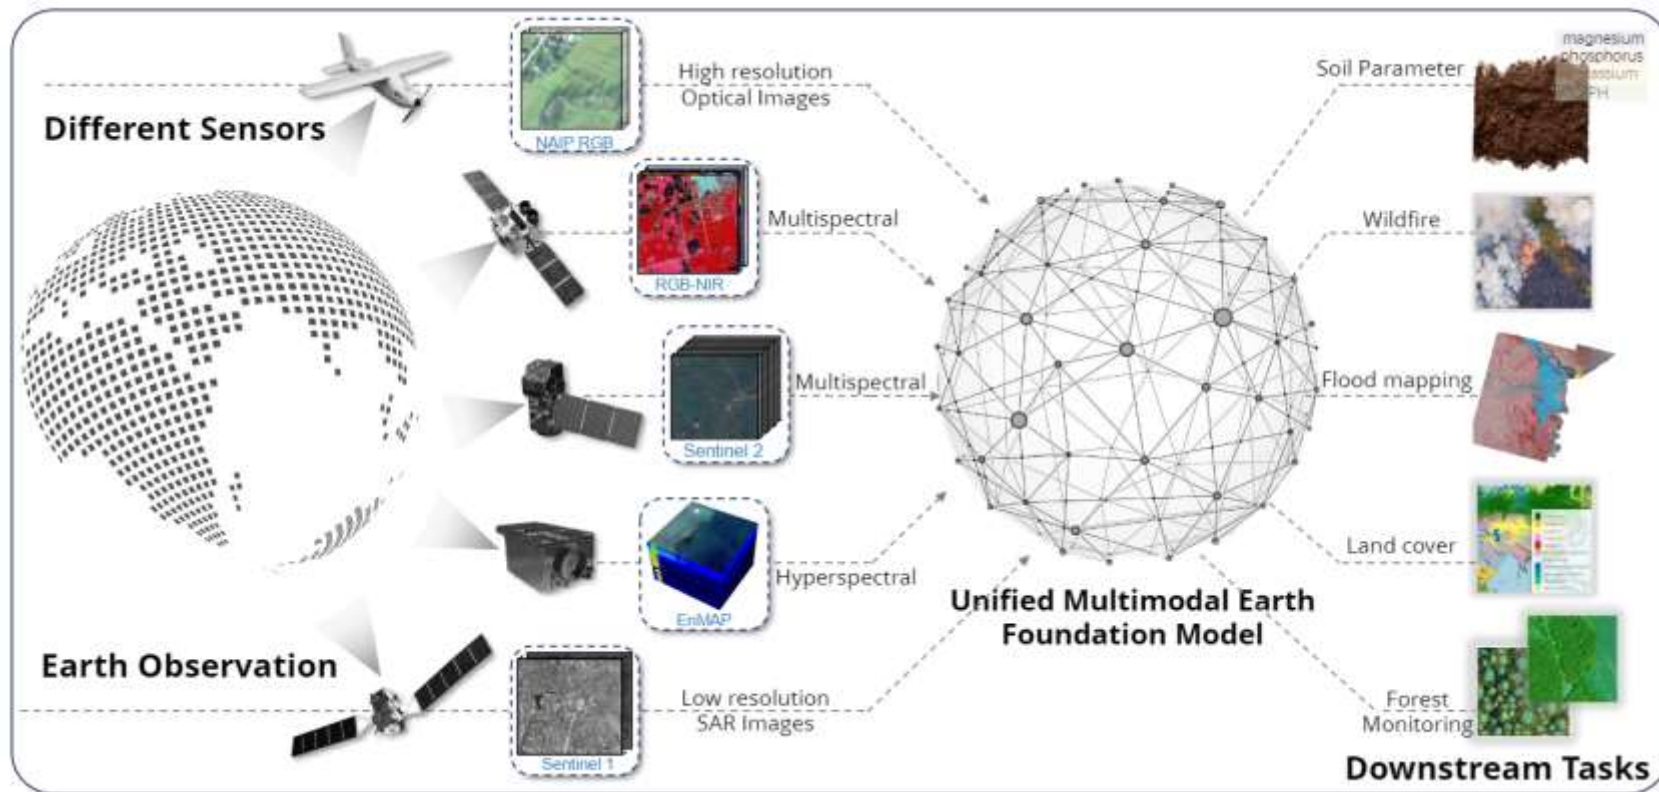 Different Sensors
High resolution
Optical Images
NAIP RGB
Multispectral
RGB-NIR
Multispectral
Sentinel 2
Hyperspectral
EnMAP
Earth Observation
Low resolution
SAR Images
Sentinel 1
Unified Multimodal Earth
Foundation Model
Soil Parameter
magnesium
phosphorus
PH
Wildfire
Flood mapping
Land cover
Forest
Monitoring
Downstream Tasks